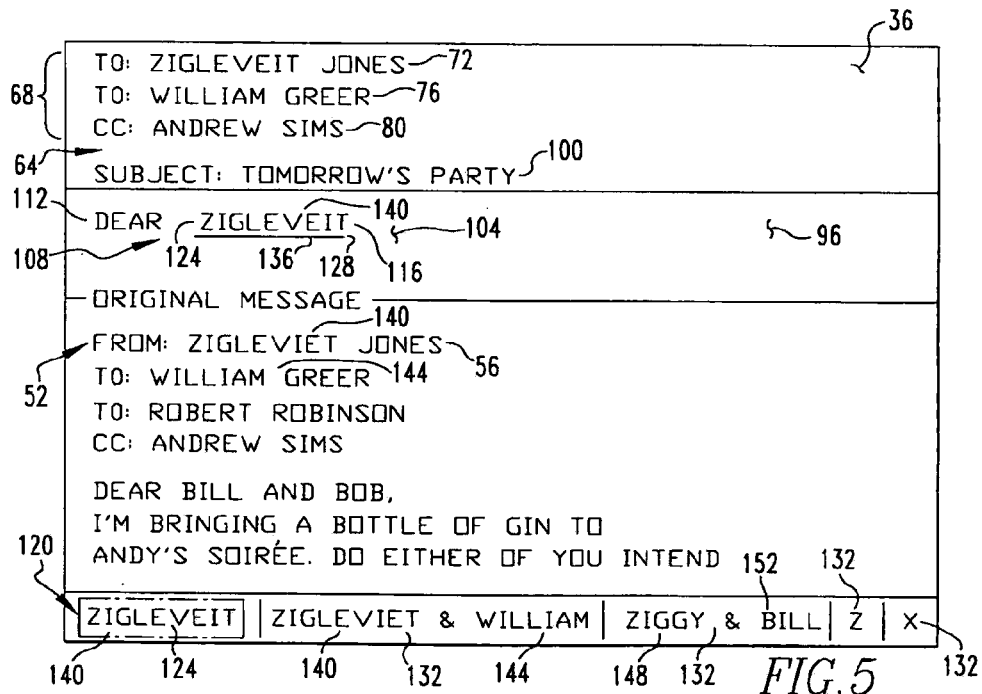 36
TO: ZIGLEVEIT JONES 72
68 TO: WILLIAM GREER 76
CC: ANDREW SIMS 80
64
SUBJECT: TOMORROW'S PARTY 100
112 DEAR ZIGLEVEIT 140 104 96
108 124 136 128 116
ORIGINAL MESSAGE
140
FROM: ZIGLEVIET JONES 56
52 TO: WILLIAM GREER 144
TO: ROBERT ROBINSON
CC: ANDREW SIMS
DEAR BILL AND BOB,
I'M BRINGING A BOTTLE OF GIN TO
ANDY'S SOIRÉE. DO EITHER OF YOU INTEND
120 152 132
ZIGLEVEIT | ZIGLEVIET & WILLIAM | ZIGGY & BILL | Z | X
140 124 140 132 144 148 132 132
FIG.5